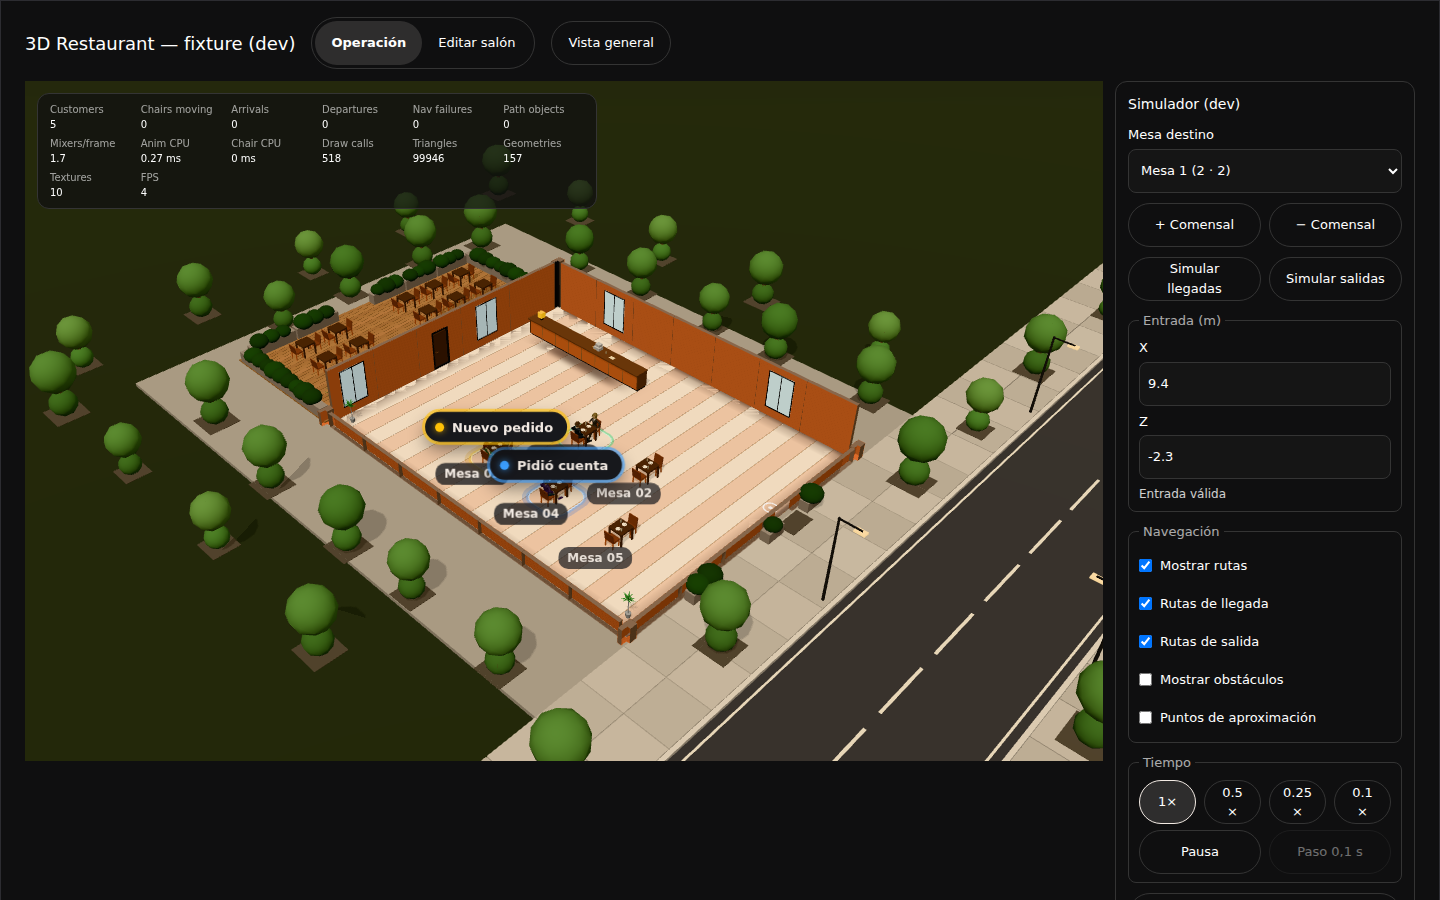 3D Restaurant — fixture (dev)
Operación
Editar salón
Vista general
Customers
5
Chairs moving
0
Arrivals
0
Departures
0
Nav failures
0
Path objects
0
Mixers/frame
1.7
Anim CPU
0.27 ms
Chair CPU
0 ms
Draw calls
518
Triangles
99946
Geometries
157
Textures
10
FPS
4
Nuevo pedido
Pidió cuenta
Mesa 02
Mesa 04
Mesa 05
Simulador (dev)
Mesa destino
Mesa 1 (2 · 2)
+ Comensal
− Comensal
Simular
llegadas
Simular salidas
Entrada (m)
X
9.4
Z
-2.3
Entrada válida
Navegación
Mostrar rutas
Rutas de llegada
Rutas de salida
Mostrar obstáculos
Puntos de aproximación
Tiempo
1×
0.5
×
0.25
×
0.1
×
Pausa
Paso 0,1 s